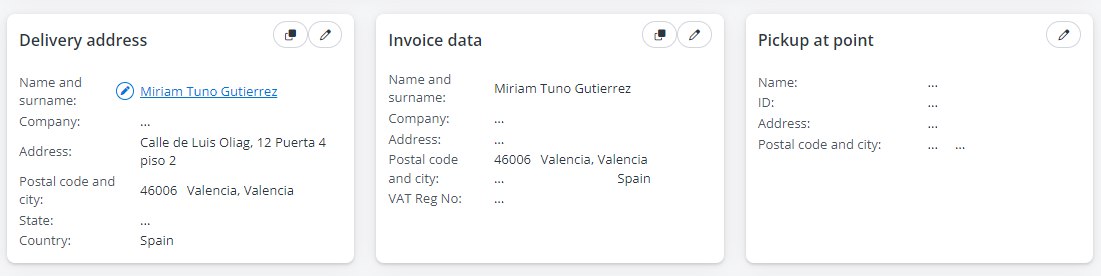 Delivery address
Name and surname: Miriam Tuno Gutierrez
Company: ...
Address: Calle de Luis Oliag, 12 Puerta 4 piso 2
Postal code and city: 46006 Valencia, Valencia
State: ...
Country: Spain
Invoice data
Name and surname: Miriam Tuno Gutierrez
Company: ...
Address: ...
Postal code and city: 46006 Valencia, Valencia
... Spain
VAT Reg No: ...
Pickup at point
Name: ...
ID: ...
Address: ...
Postal code and city: ... ...